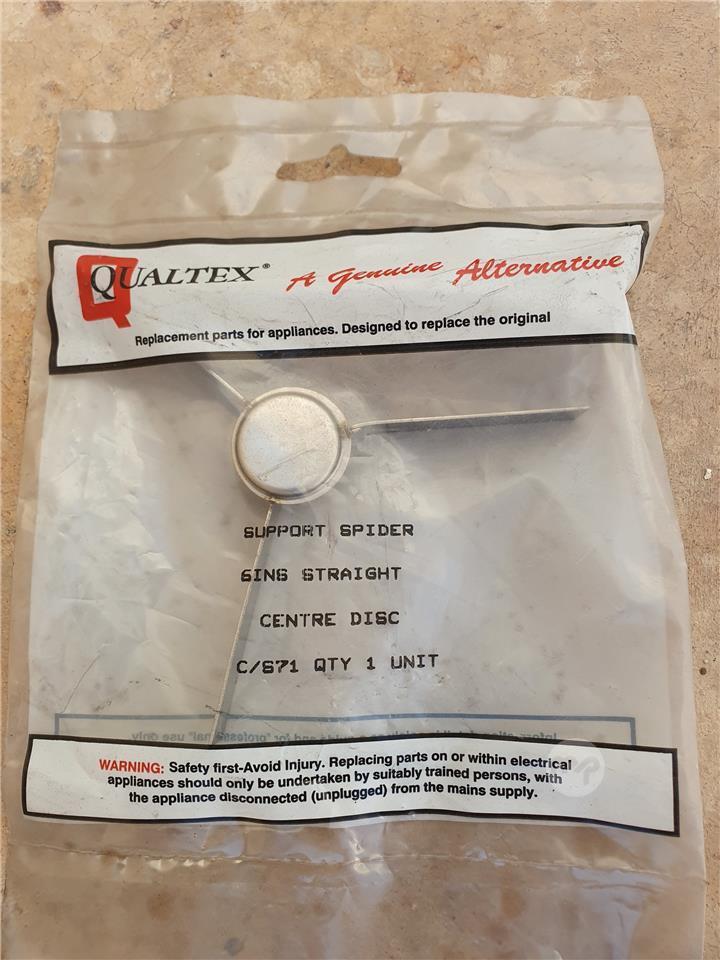 QUALTEX® A Genuine Alternative
Replacement parts for appliances. Designed to replace the original
SUPPORT SPIDER
6INS STRAIGHT
CENTRE DISC
C/S71 QTY 1 UNIT
WARNING: Safety first-Avoid Injury. Replacing parts on or within electrical
appliances should only be undertaken by suitably trained persons, with
the appliance disconnected (unplugged) from the mains supply.